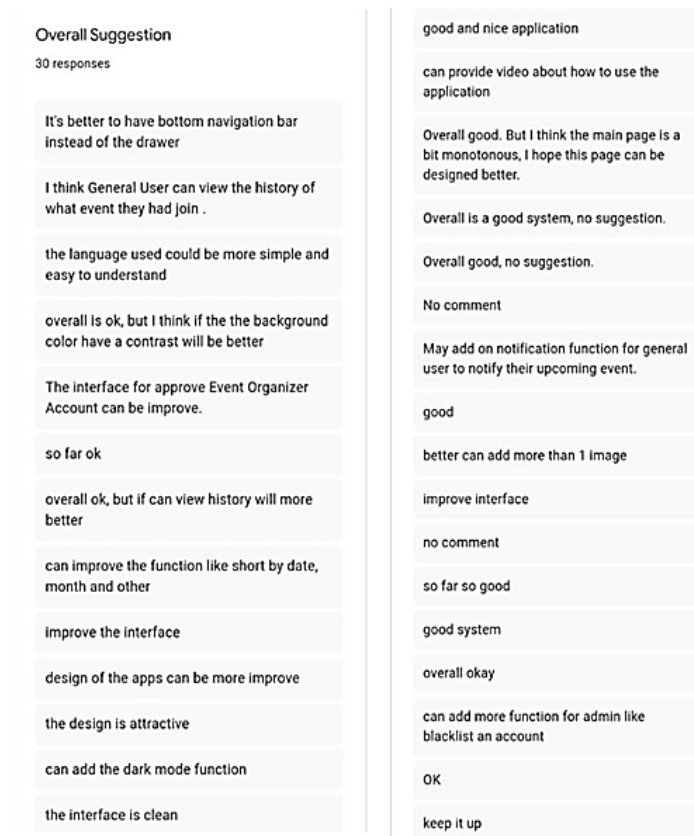 Overall Suggestion
30 responses
It's better to have bottom navigation bar
instead of the drawer
I think General User can view the history of
what event they had join .
the language used could be more simple and
easy to understand
overall is ok, but I think if the the background
color have a contrast will be better
The interface for approve Event Organizer
Account can be improve.
so far ok
overall ok, but if can view history will more
better
can improve the function like short by date,
month and other
improve the interface
design of the apps can be more improve
the design is attractive
can add the dark mode function
the interface is clean
good and nice application
can provide video about how to use the
application
Overall good. But I think the main page is a
bit monotonous, I hope this page can be
designed better.
Overall is a good system, no suggestion.
Overall good, no suggestion.
No comment
May add on notification function for general
user to notify their upcoming event.
good
better can add more than 1 image
improve interface
no comment
so far so good
good system
overall okay
can add more function for admin like
blacklist an account
OK
keep it up